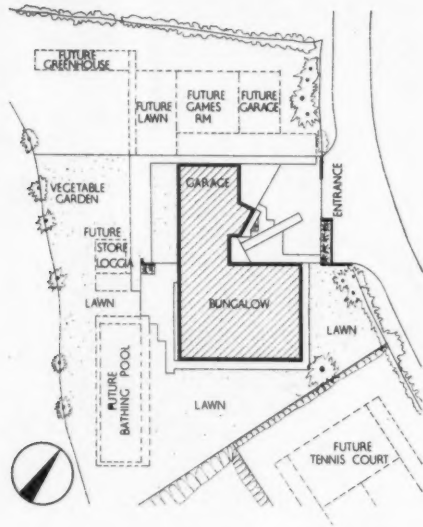 FUTURE
GREENHOUSE
FUTURE
LAWN
FUTURE
GAMES
RM.
FUTURE
GARAGE
GARAGE
ENTRANCE
VEGETABLE
GARDEN
FUTURE
STORE
LOGGIA
LAWN
BUNGALOW
LAWN
FUTURE
BATHING POOL
LAWN
FUTURE
TENNIS COURT